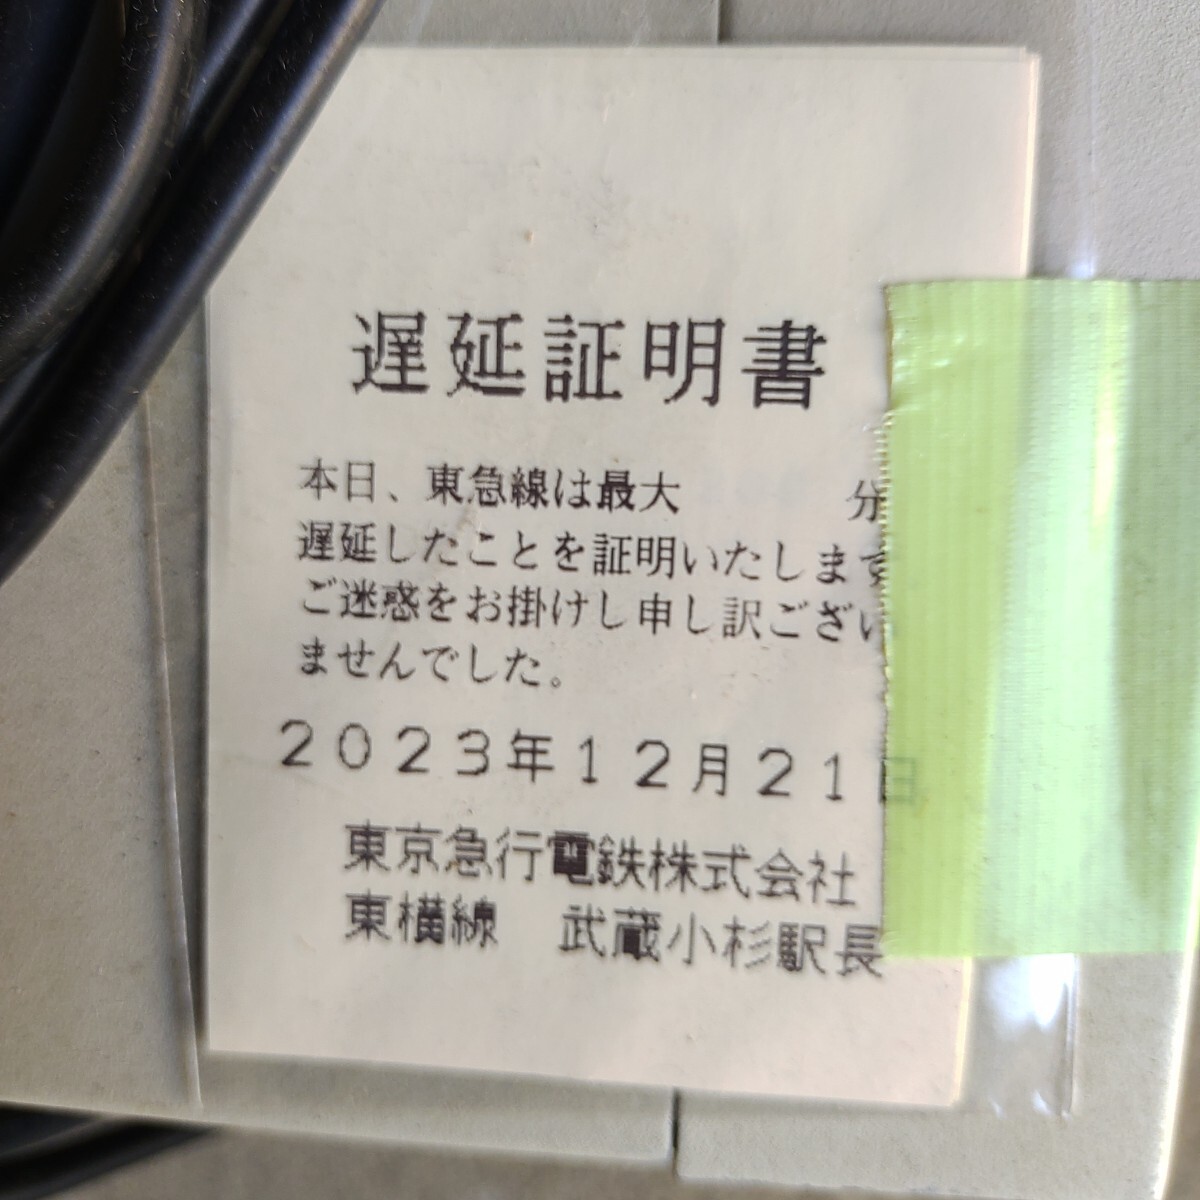 遅延証明書
本日、東急線は最大　　　　分
遅延したことを証明いたします
ご迷惑をお掛けし申し訳ござい
ませんでした。
２０２３年１２月２１日
東京急行電鉄株式会社
東横線　武蔵小杉駅長